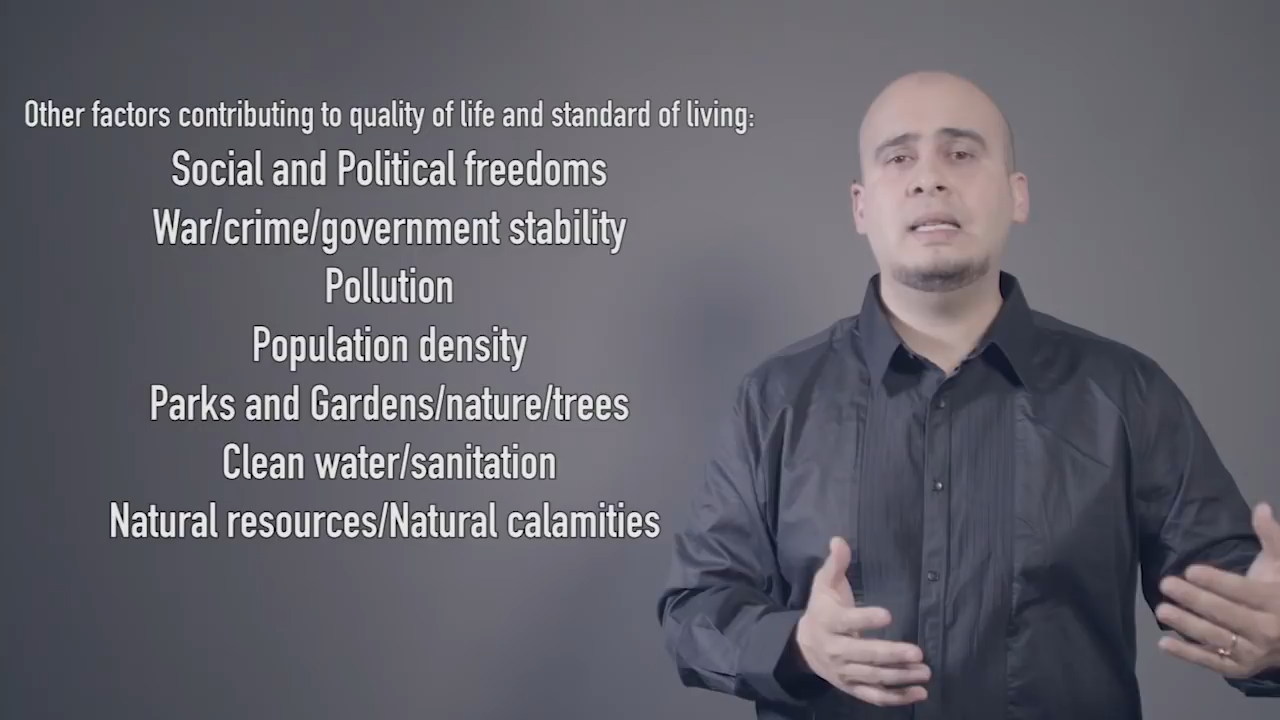 Other factors contributing to quality of life and standard of living:
Social and Political freedoms
War/crime/government stability
Pollution
Population density
Parks and Gardens/nature/trees
Clean water/sanitation
Natural resources/Natural calamities